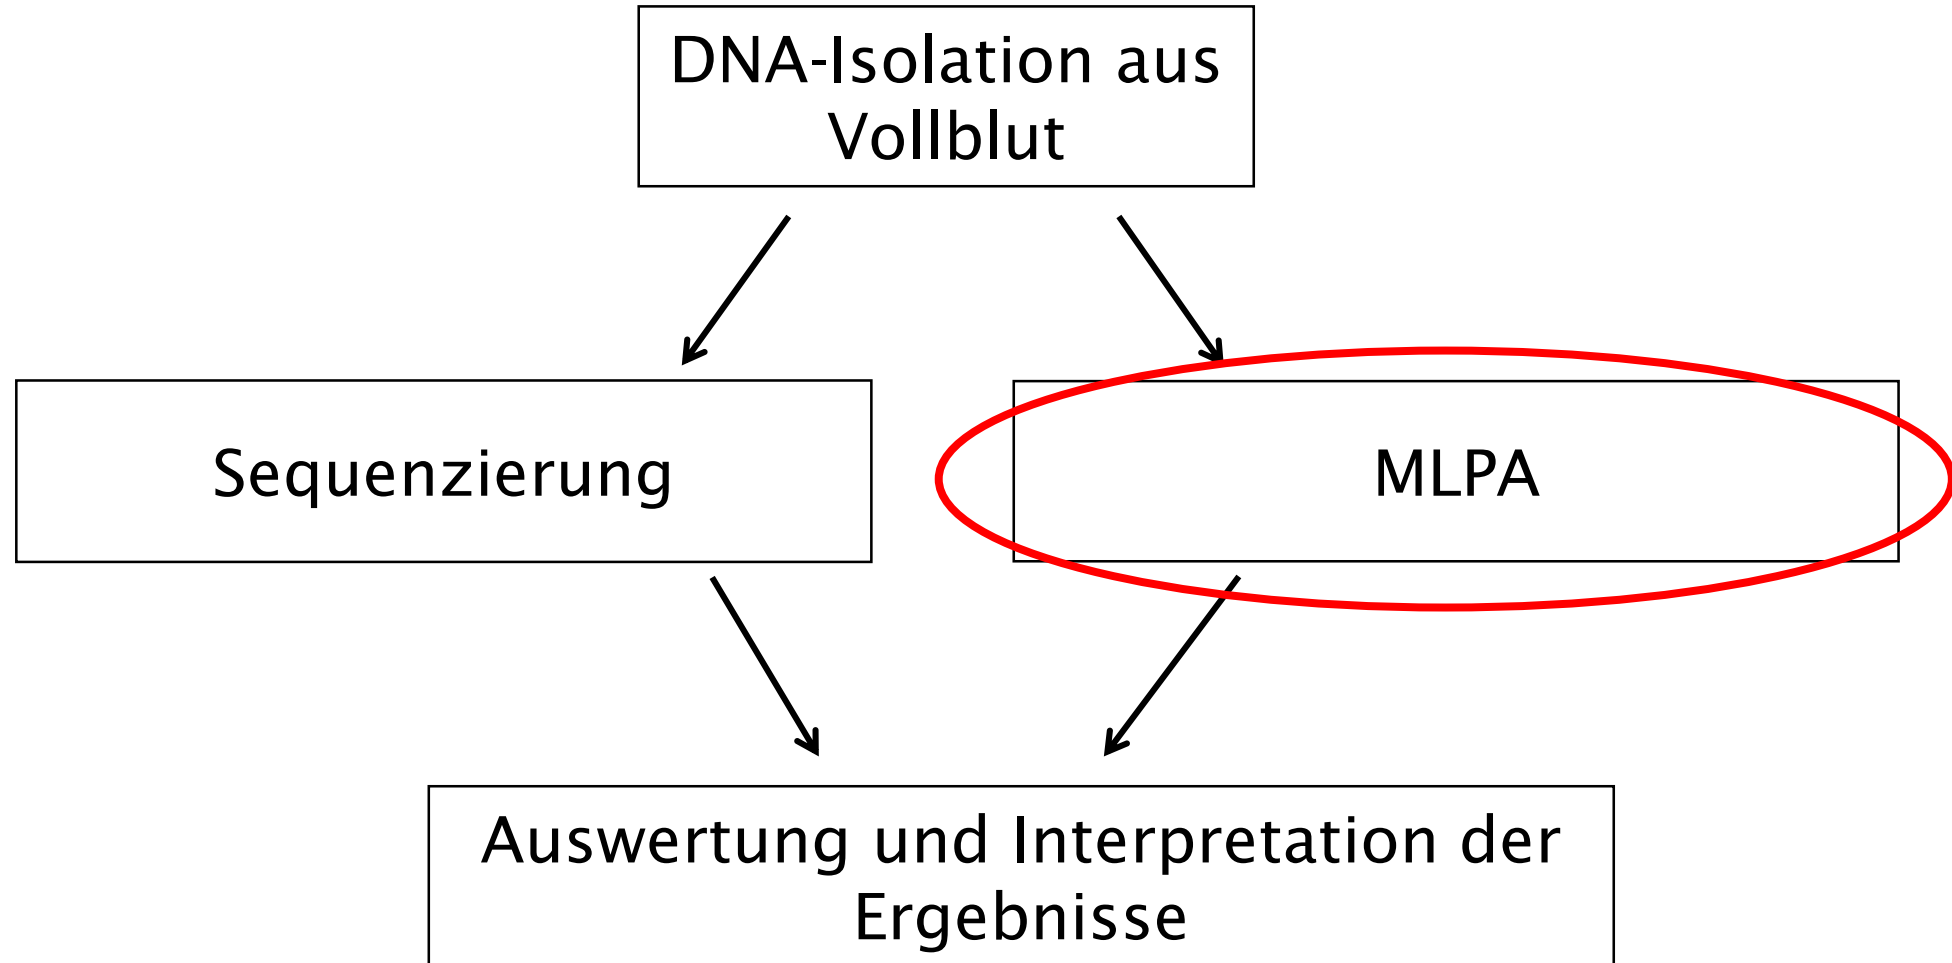 DNA-Isolation aus
Vollblut
Sequenzierung
MLPA
Auswertung und Interpretation der
Ergebnisse